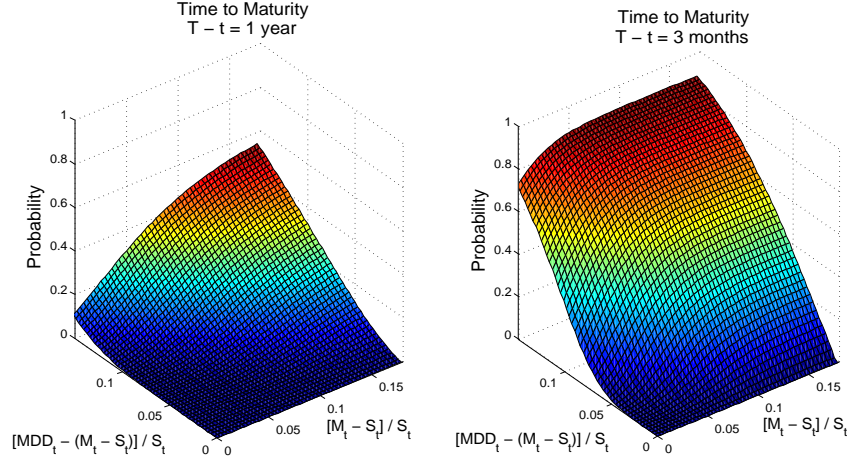 Time to Maturity
T − t = 1 year
1
0.8
0.6
0.4
0.2
0
Probability
0.1
0.05
0
[MDD_t − (M_t − S_t)] / S_t
0
0.05
0.1
0.15
[M_t − S_t] / S_t
Time to Maturity
T − t = 3 months
1
0.8
0.6
0.4
0.2
0
Probability
0.1
0.05
0
[MDD_t − (M_t − S_t)] / S_t
0
0.05
0.1
0.15
[M_t − S_t] / S_t